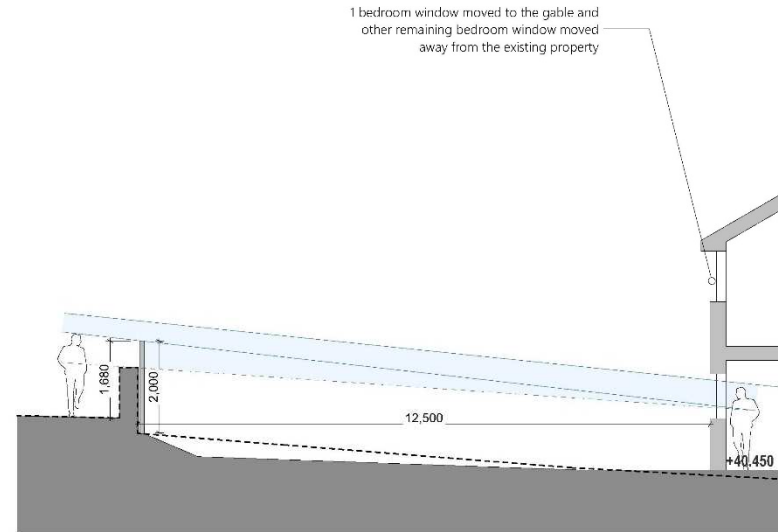 1 bedroom window moved to the gable and
other remaining bedroom window moved
away from the existing property
1,680
2,000
12,500
+40.450